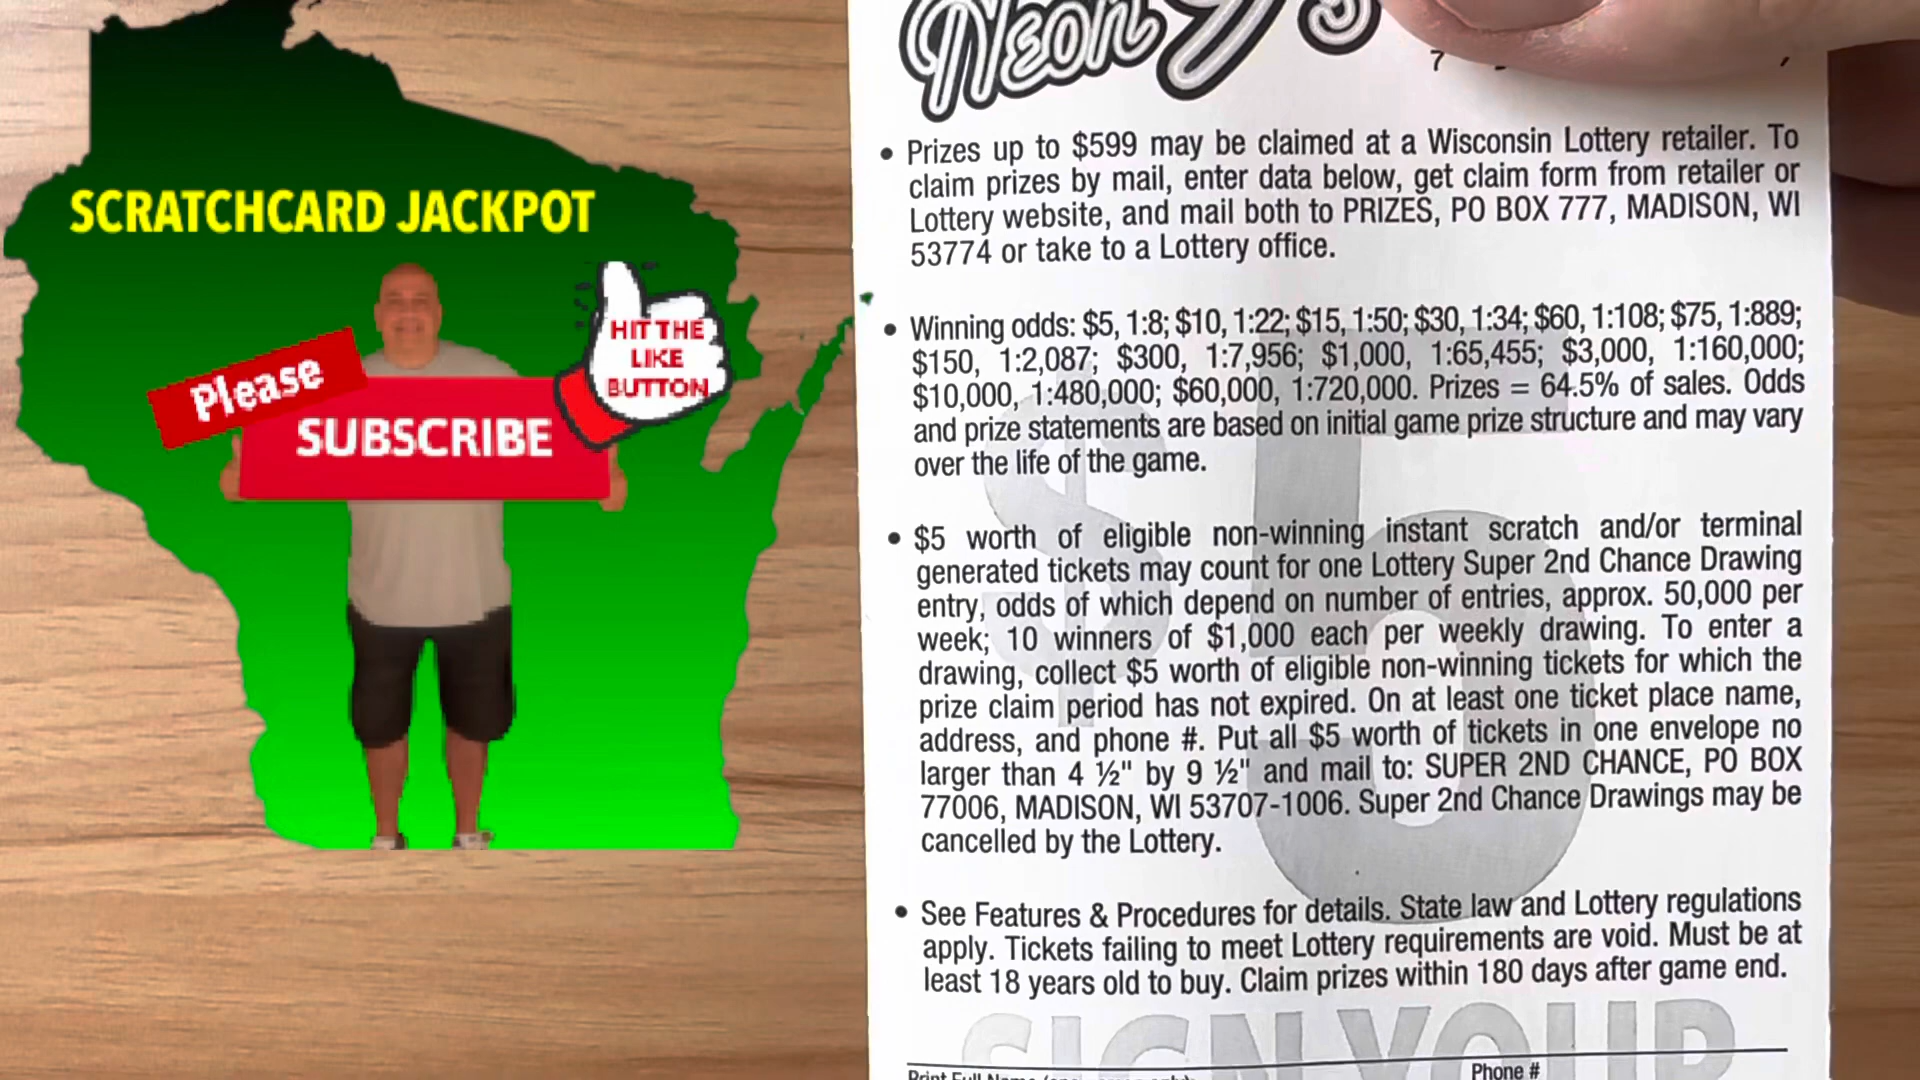 SCRATCHCARD JACKPOT
Please
SUBSCRIBE
HIT THE
LIKE
BUTTON
Neon 9's
• Prizes up to $599 may be claimed at a Wisconsin Lottery retailer. To
claim prizes by mail, enter data below, get claim form from retailer or
Lottery website, and mail both to PRIZES, PO BOX 777, MADISON, WI
53774 or take to a Lottery office.
• Winning odds: $5, 1:8; $10, 1:22; $15, 1:50; $30, 1:34; $60, 1:108; $75, 1:889;
$150, 1:2,087; $300, 1:7,956; $1,000, 1:65,455; $3,000, 1:160,000;
$10,000, 1:480,000; $60,000, 1:720,000. Prizes = 64.5% of sales. Odds
and prize statements are based on initial game prize structure and may vary
over the life of the game.
• $5 worth of eligible non-winning instant scratch and/or terminal
generated tickets may count for one Lottery Super 2nd Chance Drawing
entry, odds of which depend on number of entries, approx. 50,000 per
week; 10 winners of $1,000 each per weekly drawing. To enter a
drawing, collect $5 worth of eligible non-winning tickets for which the
prize claim period has not expired. On at least one ticket place name,
address, and phone #. Put all $5 worth of tickets in one envelope no
larger than 4 ½" by 9 ½" and mail to: SUPER 2ND CHANCE, PO BOX
77006, MADISON, WI 53707-1006. Super 2nd Chance Drawings may be
cancelled by the Lottery.
$5
• See Features & Procedures for details. State law and Lottery regulations
apply. Tickets failing to meet Lottery requirements are void. Must be at
least 18 years old to buy. Claim prizes within 180 days after game end.
SIGN YOUR
Print Full Name
Phone #